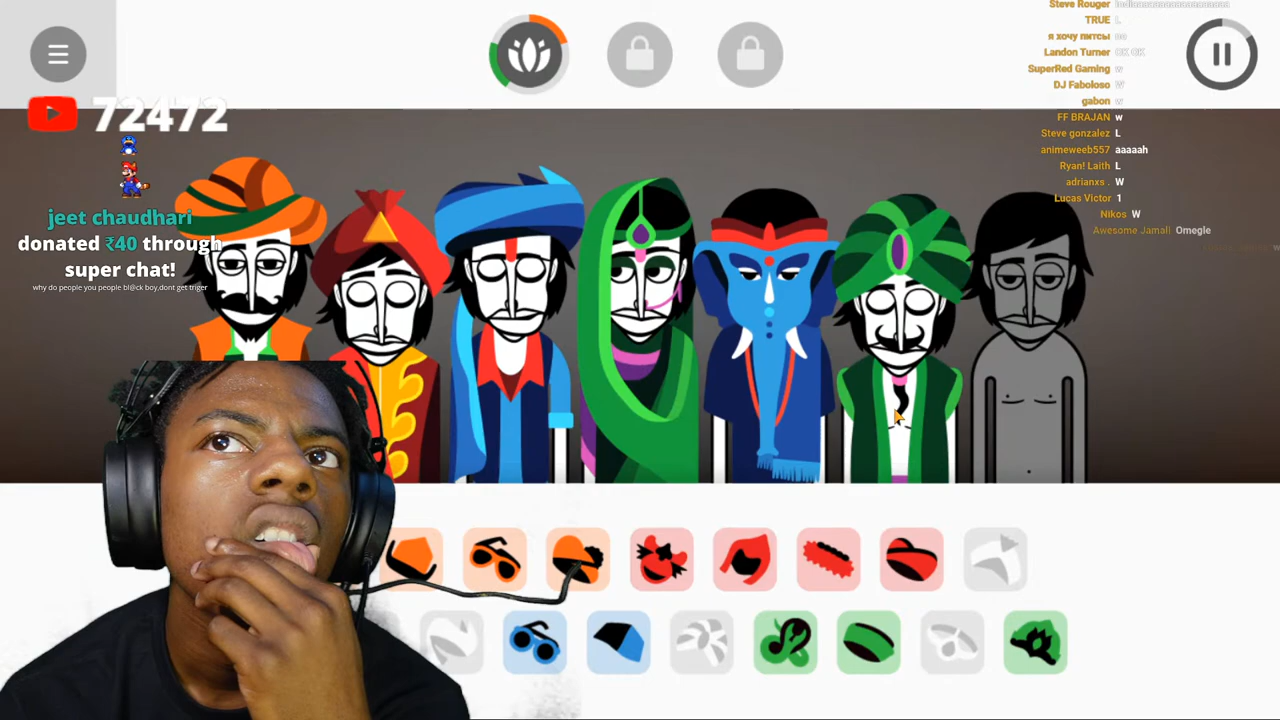 72472
jeet chaudhari
donated ₹40 through
super chat!
why do people you people bl@ck boy,dont get triger
Steve Rouger
TRUE L
я хочу питсы
Landon Turner OK OK
SuperRed Gaming w
DJ Faboloso W
gabon w
FF BRAJAN w
Steve gonzalez L
animeweeb557 aaaaah
Ryan! Laith L
adrianxs . W
Lucas Victor 1
Nikos W
Awesome Jamal| Omegle